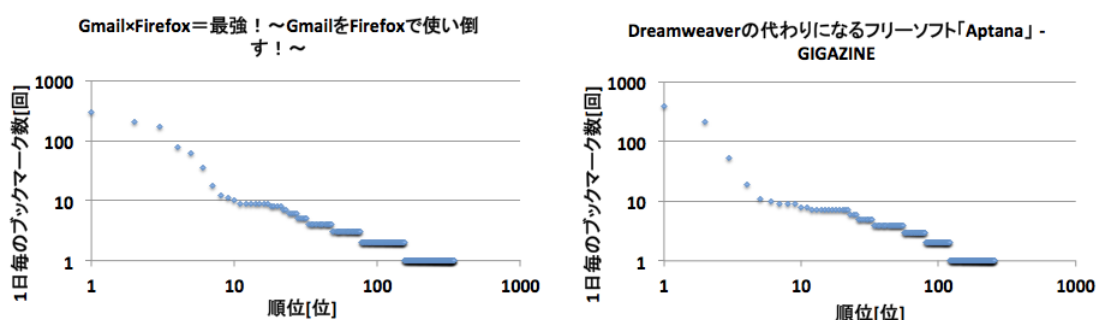 Gmail×Firefox＝最強！～GmailをFirefoxで使い倒
す！～
1日毎のブックマーク数[回]
1000
100
10
1
1
10
100
1000
順位[位]
Dreamweaverの代わりになるフリーソフト「Aptana」 -
GIGAZINE
1日毎のブックマーク数[回]
1000
100
10
1
1
10
100
1000
順位[位]